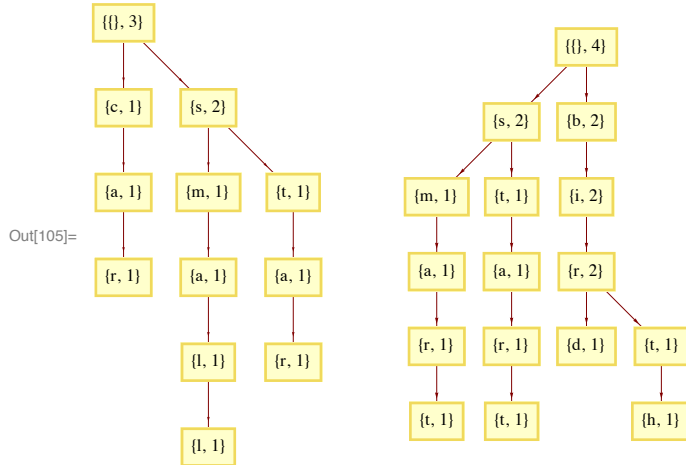 {{}, 3}
{c, 1} {s, 2}
{a, 1} {m, 1} {t, 1}
{r, 1} {a, 1} {a, 1}
{l, 1} {r, 1}
{l, 1}
{{}, 4}
{s, 2} {b, 2}
{m, 1} {t, 1} {i, 2}
{a, 1} {a, 1} {r, 2}
{r, 1} {r, 1} {d, 1} {t, 1}
{t, 1} {t, 1} {h, 1}
Out[105]=